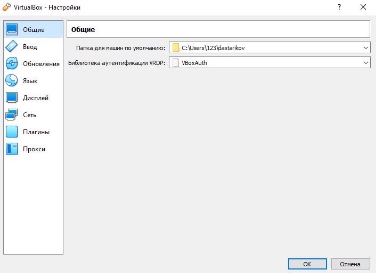 VirtualBox - Настройки
? ×
Общие
Ввод
Обновления
Язык
Дисплей
Сеть
Плагины
Прокси
Общие
Папка для машин по умолчанию: C:\Users\123\dastarikov
Библиотека аутентификации VRDP: VBoxAuth
OK Отмена